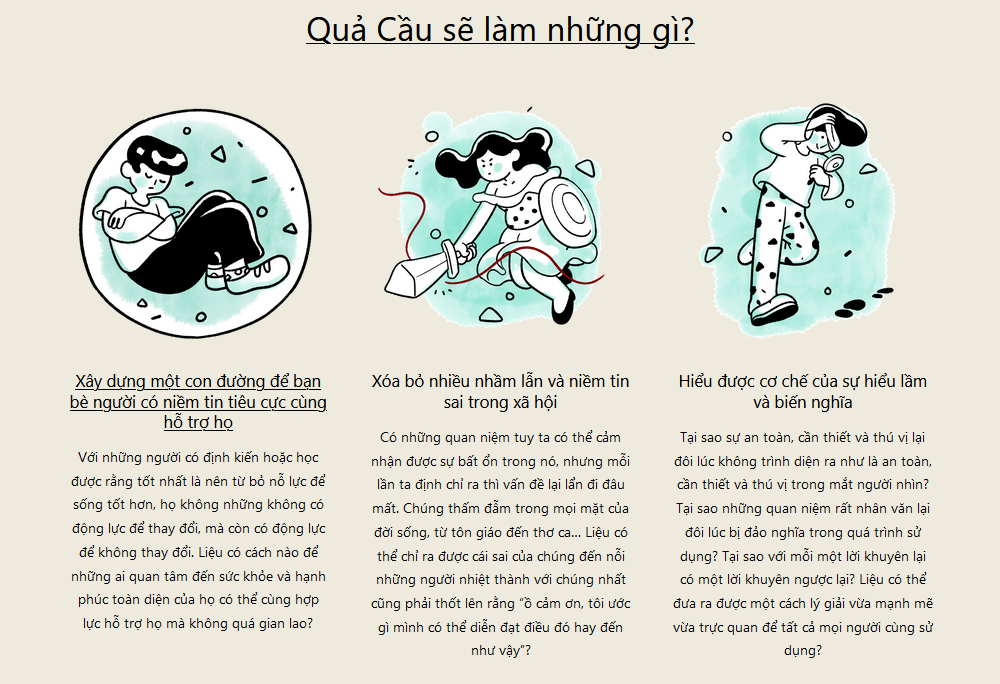 Quả Cầu sẽ làm những gì?
Xây dựng một con đường để bạn
bè người có niềm tin tiêu cực cùng
hỗ trợ họ
Với những người có định kiến hoặc học
được rằng tốt nhất là nên từ bỏ nỗ lực để
sống tốt hơn, họ không những không có
động lực để thay đổi, mà còn có động lực
để không thay đổi. Liệu có cách nào để
những ai quan tâm đến sức khỏe và hạnh
phúc toàn diện của họ có thể cùng hợp
lực hỗ trợ họ mà không quá gian lao?
Xóa bỏ nhiều nhầm lẫn và niềm tin
sai trong xã hội
Có những quan niệm tuy ta có thể cảm
nhận được sự bất ổn trong nó, nhưng mỗi
lần ta định chỉ ra thì vấn đề lại lẩn đi đâu
mất. Chúng thấm đẫm trong mọi mặt của
đời sống, từ tôn giáo đến thơ ca... Liệu có
thể chỉ ra được cái sai của chúng đến nỗi
những người nhiệt thành với chúng nhất
cũng phải thốt lên rằng “ồ cảm ơn, tôi ước
gì mình có thể diễn đạt điều đó hay đến
như vậy”?
Hiểu được cơ chế của sự hiểu lầm
và biến nghĩa
Tại sao sự an toàn, cần thiết và thú vị lại
đôi lúc không trình diện ra như là an toàn,
cần thiết và thú vị trong mắt người nhìn?
Tại sao những quan niệm rất nhân văn lại
đôi lúc bị đảo nghĩa trong quá trình sử
dụng? Tại sao với mỗi một lời khuyên lại
có một lời khuyên ngược lại? Liệu có thể
đưa ra được một cách lý giải vừa mạnh mẽ
vừa trực quan để tất cả mọi người cùng sử
dụng?